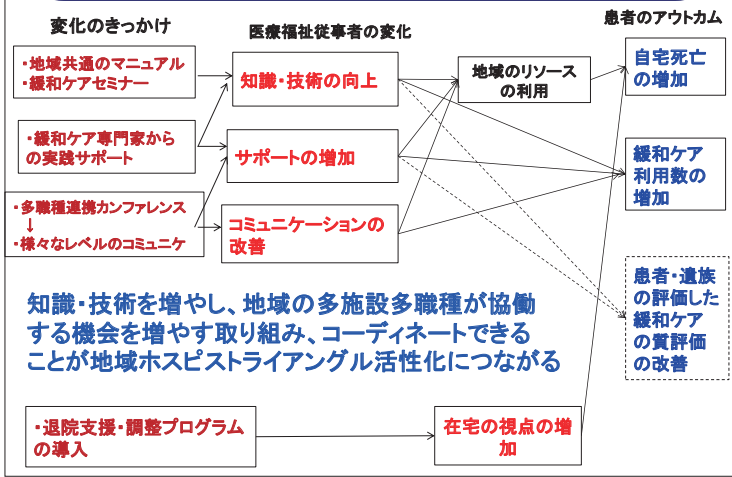 変化のきっかけ
医療福祉従事者の変化
患者のアウトカム
・地域共通のマニュアル
・緩和ケアセミナー
知識・技術の向上
地域のリソース
の利用
自宅死亡
の増加
・緩和ケア専門家から
の実践サポート
サポートの増加
緩和ケア
利用数の
増加
・多職種連携カンファレンス
↓
・様々なレベルのコミュニケ
コミュニケーションの
改善
患者・遺族
の評価した
緩和ケア
の質評価
の改善
知識・技術を増やし、地域の多施設多職種が協働
する機会を増やす取り組み、コーディネートできる
ことが地域ホスピストライアングル活性化につながる
・退院支援・調整プログラム
の導入
在宅の視点の増
加